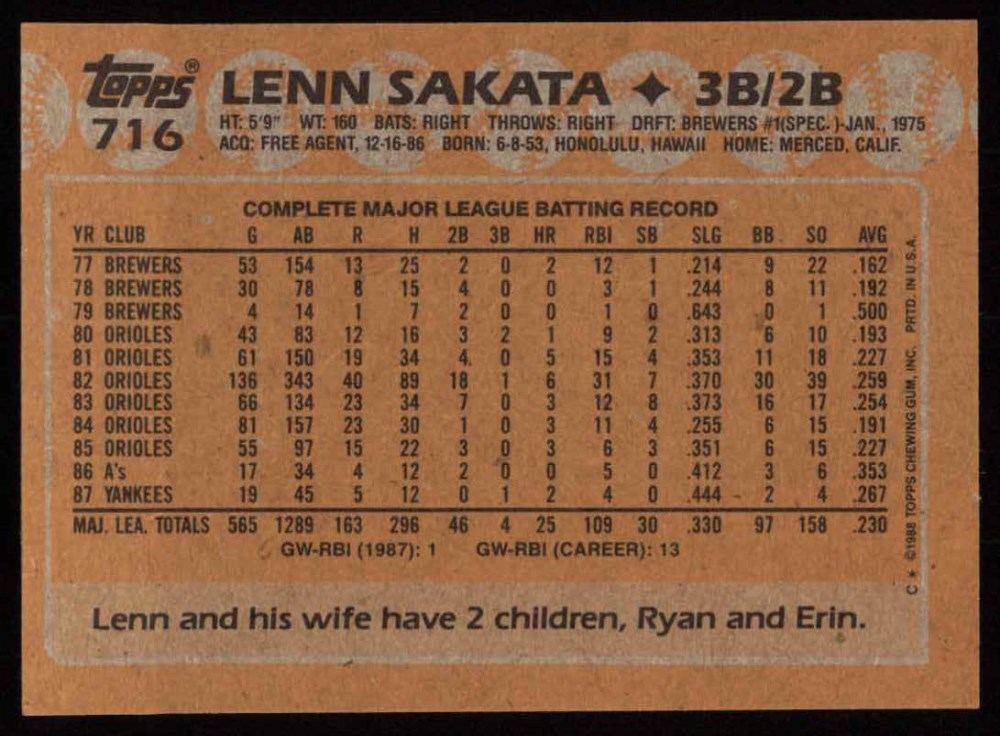 topps® LENN SAKATA ✦ 3B/2B
716 HT: 5'9" WT: 160 BATS: RIGHT THROWS: RIGHT DRFT: BREWERS #1(SPEC.)-JAN., 1975
ACQ: FREE AGENT, 12-16-86 BORN: 6-8-53, HONOLULU, HAWAII HOME: MERCED, CALIF.
COMPLETE MAJOR LEAGUE BATTING RECORD
YR CLUB G AB R H 2B 3B HR RBI SB SLG BB SO AVG
77 BREWERS 53 154 13 25 2 0 2 12 1 .214 9 22 .162
78 BREWERS 30 78 8 15 4 0 0 3 1 .244 8 11 .192
79 BREWERS 4 14 1 7 2 0 0 1 0 .643 0 1 .500
80 ORIOLES 43 83 12 16 3 2 1 9 2 .313 6 10 .193
81 ORIOLES 61 150 19 34 4 0 5 15 4 .353 11 18 .227
82 ORIOLES 136 343 40 89 18 1 6 31 7 .370 30 39 .259
83 ORIOLES 66 134 23 34 7 0 3 12 8 .373 16 17 .254
84 ORIOLES 81 157 23 30 1 0 3 11 4 .255 6 15 .191
85 ORIOLES 55 97 15 22 3 0 3 6 3 .351 6 15 .227
86 A's 17 34 4 12 2 0 0 5 0 .412 3 6 .353
87 YANKEES 19 45 5 12 0 1 2 4 0 .444 2 4 .267
MAJ. LEA. TOTALS 565 1289 163 296 46 4 25 109 30 .330 97 158 .230
GW-RBI (1987): 1 GW-RBI (CAREER): 13
Lenn and his wife have 2 children, Ryan and Erin.
C * ©1988 TOPPS CHEWING GUM, INC. PRTD. IN U.S.A.